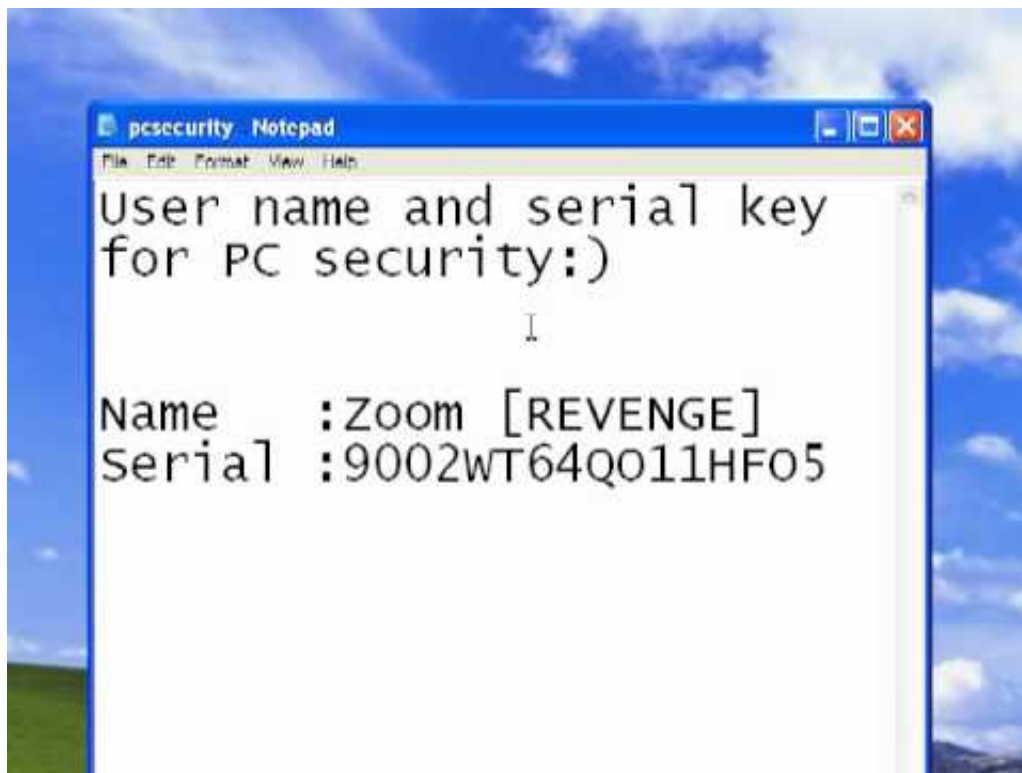 pcsecurity Notepad
File Edit Format View Help
User name and serial key
for PC security:)
Name :Zoom [REVENGE]
Serial :9002WT64QO11HFO5